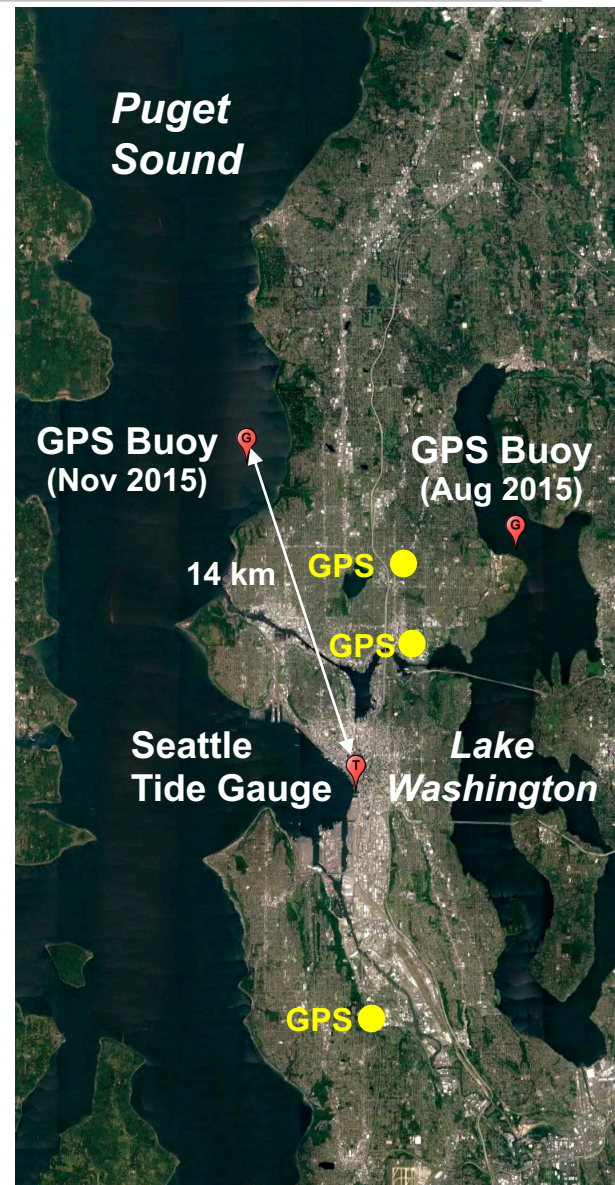 Puget
Sound
GPS Buoy
(Nov 2015)
G
GPS Buoy
(Aug 2015)
G
14 km
GPS
GPS
Seattle
Tide Gauge
T
Lake
Washington
GPS